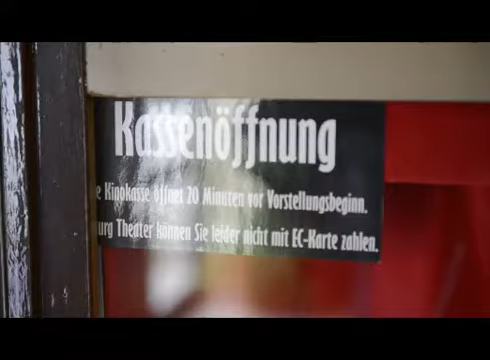 Kassenöffnung
e Kinokasse öffnet 20 Minuten vor Vorstellungsbeginn.
urg Theater können Sie leider nicht mit EC-Karte zahlen.